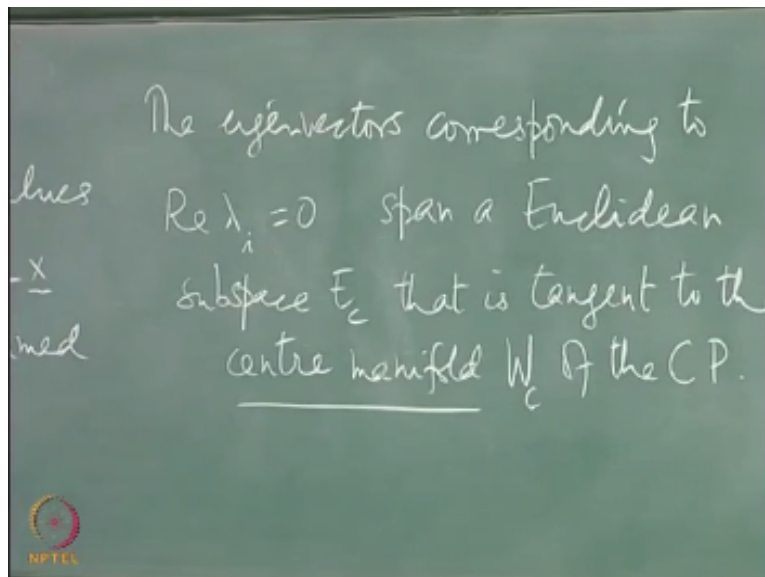 The eigenvectors corresponding to
lues
Re λi = 0 span a Euclidean
x
subspace Ec that is tangent to th
med
centre manifold Wc of the CP.
NPTEL